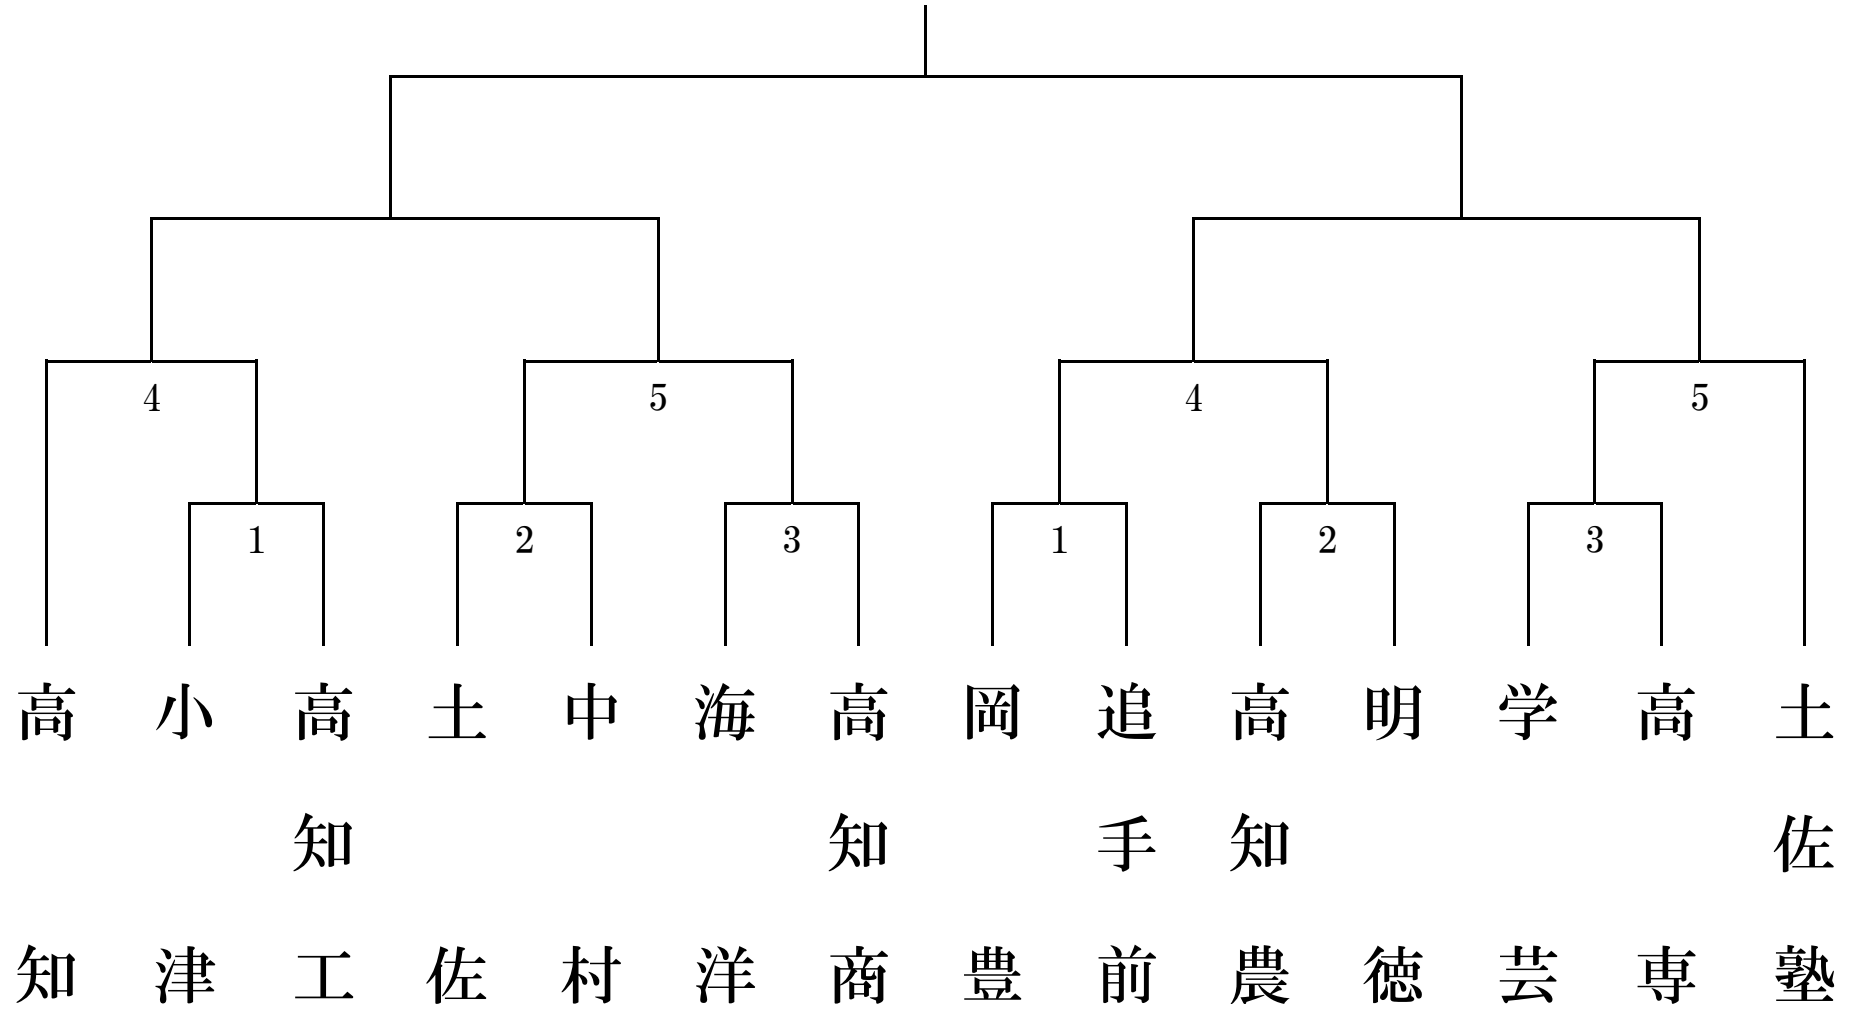 4 5 4 5
1 2 3 1 2 3
高知
小津
高知工
土佐
中村
海洋
高知商
岡豊
追手前
高知農
明徳
学芸
高専
土佐塾